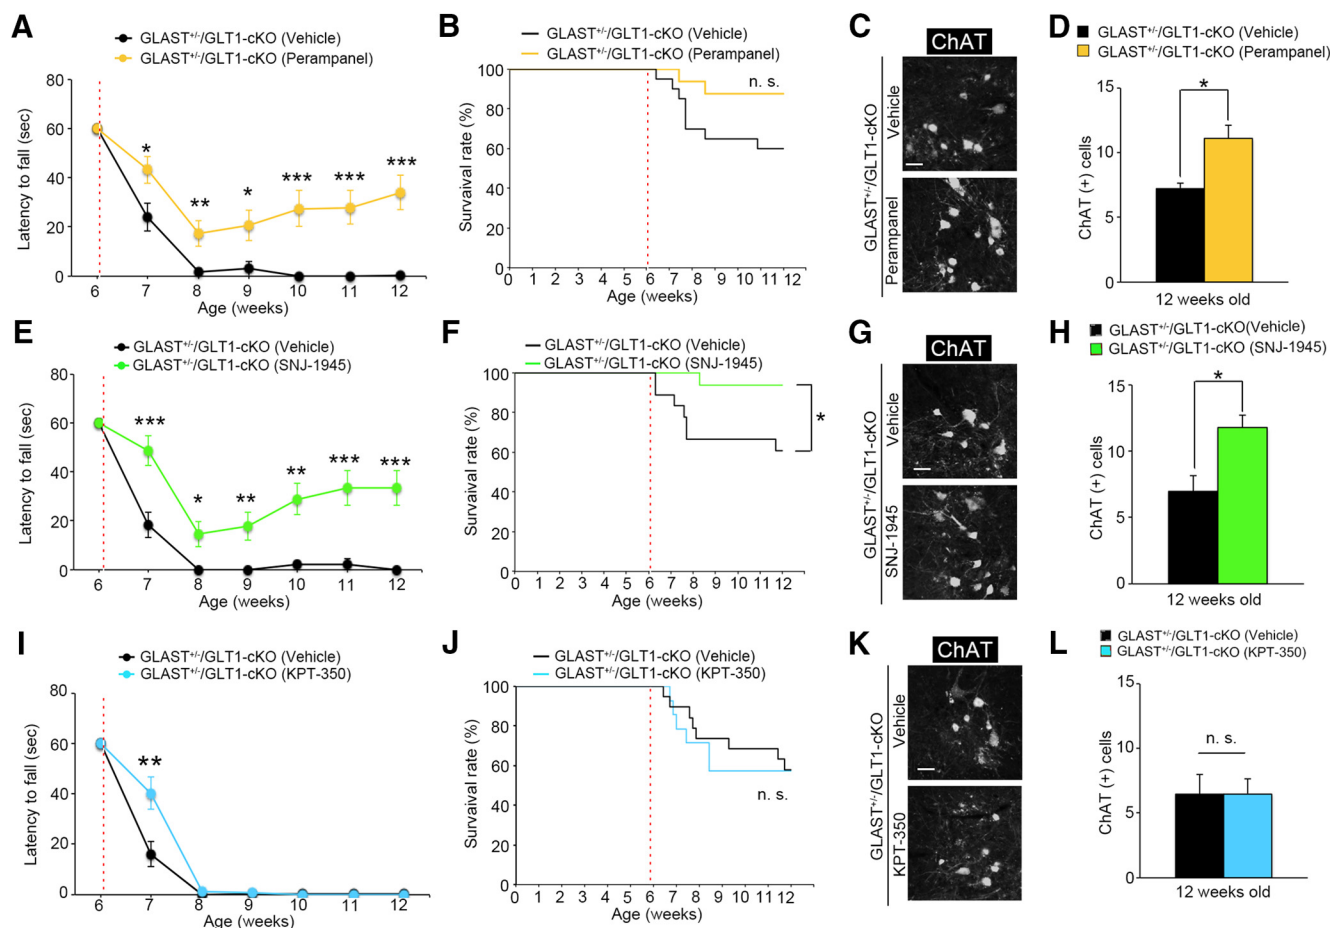 A
GLAST+/-/GLT1-cKO (Vehicle)
GLAST+/-/GLT1-cKO (Perampanel)
Latency to fall (sec)
80
60
40
20
0
*
**
*
***
***
***
6 7 8 9 10 11 12
Age (weeks)
B
GLAST+/-/GLT1-cKO (Vehicle)
GLAST+/-/GLT1-cKO (Perampanel)
Survaival rate (%)
100
80
60
40
20
0
n. s.
0 1 2 3 4 5 6 7 8 9 10 11 12
Age (weeks)
C
ChAT
GLAST+/-/GLT1-cKO
Vehicle
Perampanel
D
GLAST+/-/GLT1-cKO (Vehicle)
GLAST+/-/GLT1-cKO (Perampanel)
ChAT (+) cells
15
10
5
0
*
12 weeks old
E
GLAST+/-/GLT1-cKO (Vehicle)
GLAST+/-/GLT1-cKO (SNJ-1945)
Latency to fall (sec)
80
60
40
20
0
***
*
**
**
***
***
6 7 8 9 10 11 12
Age (weeks)
F
GLAST+/-/GLT1-cKO (Vehicle)
GLAST+/-/GLT1-cKO (SNJ-1945)
Survaival rate (%)
100
80
60
40
20
0
*
0 1 2 3 4 5 6 7 8 9 10 11 12
Age (weeks)
G
ChAT
GLAST+/-/GLT1-cKO
Vehicle
SNJ-1945
H
GLAST+/-/GLT1-cKO(Vehicle)
GLAST+/-/GLT1-cKO (SNJ-1945)
ChAT (+) cells
15
10
5
0
*
12 weeks old
I
GLAST+/-/GLT1-cKO (Vehicle)
GLAST+/-/GLT1-cKO (KPT-350)
Latency to fall (sec)
80
60
40
20
0
**
6 7 8 9 10 11 12
Age (weeks)
J
GLAST+/-/GLT1-cKO (Vehicle)
GLAST+/-/GLT1-cKO (KPT-350)
Survaival rate (%)
100
80
60
40
20
0
n. s.
0 1 2 3 4 5 6 7 8 9 10 11 12
Age (weeks)
K
ChAT
GLAST+/-/GLT1-cKO
Vehicle
KPT-350
L
GLAST+/-/GLT1-cKO (Vehicle)
GLAST+/-/GLT1-cKO (KPT-350)
ChAT (+) cells
15
10
5
0
n. s.
12 weeks old